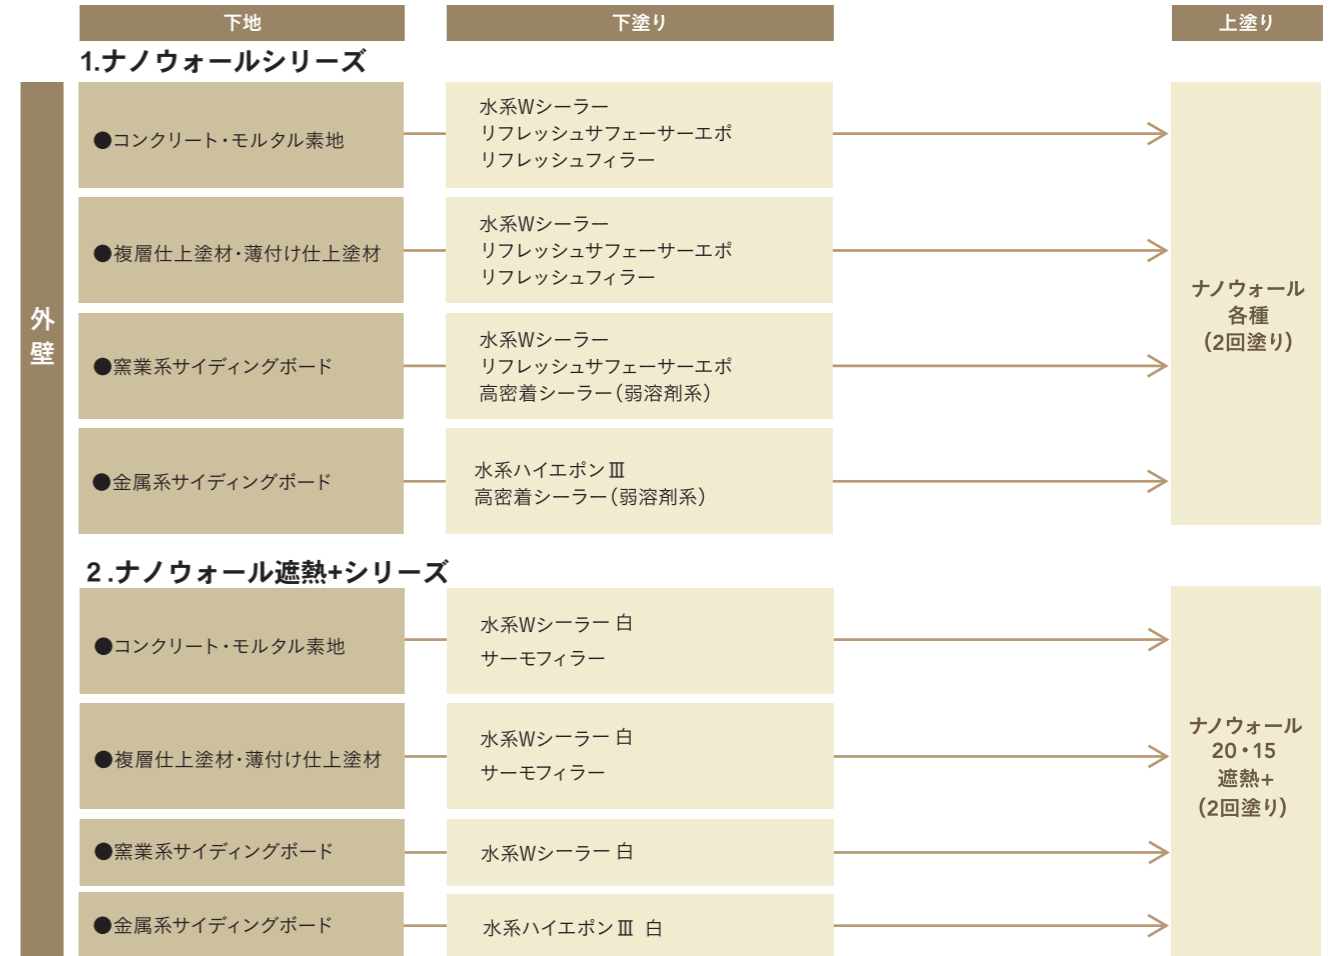 下地
下塗り
上塗り
1.ナノウォールシリーズ
外壁
●コンクリート・モルタル素地
水系Wシーラー
リフレッシュサフェーサーエポ
リフレッシュフィラー
●複層仕上塗材・薄付け仕上塗材
水系Wシーラー
リフレッシュサフェーサーエポ
リフレッシュフィラー
●窯業系サイディングボード
水系Wシーラー
リフレッシュサフェーサーエポ
高密着シーラー(弱溶剤系)
●金属系サイディングボード
水系ハイエポンⅢ
高密着シーラー(弱溶剤系)
ナノウォール
各種
(2回塗り)
2.ナノウォール遮熱+シリーズ
●コンクリート・モルタル素地
水系Wシーラー 白
サーモフィラー
●複層仕上塗材・薄付け仕上塗材
水系Wシーラー 白
サーモフィラー
●窯業系サイディングボード
水系Wシーラー 白
●金属系サイディングボード
水系ハイエポンⅢ 白
ナノウォール
20・15
遮熱+
(2回塗り)